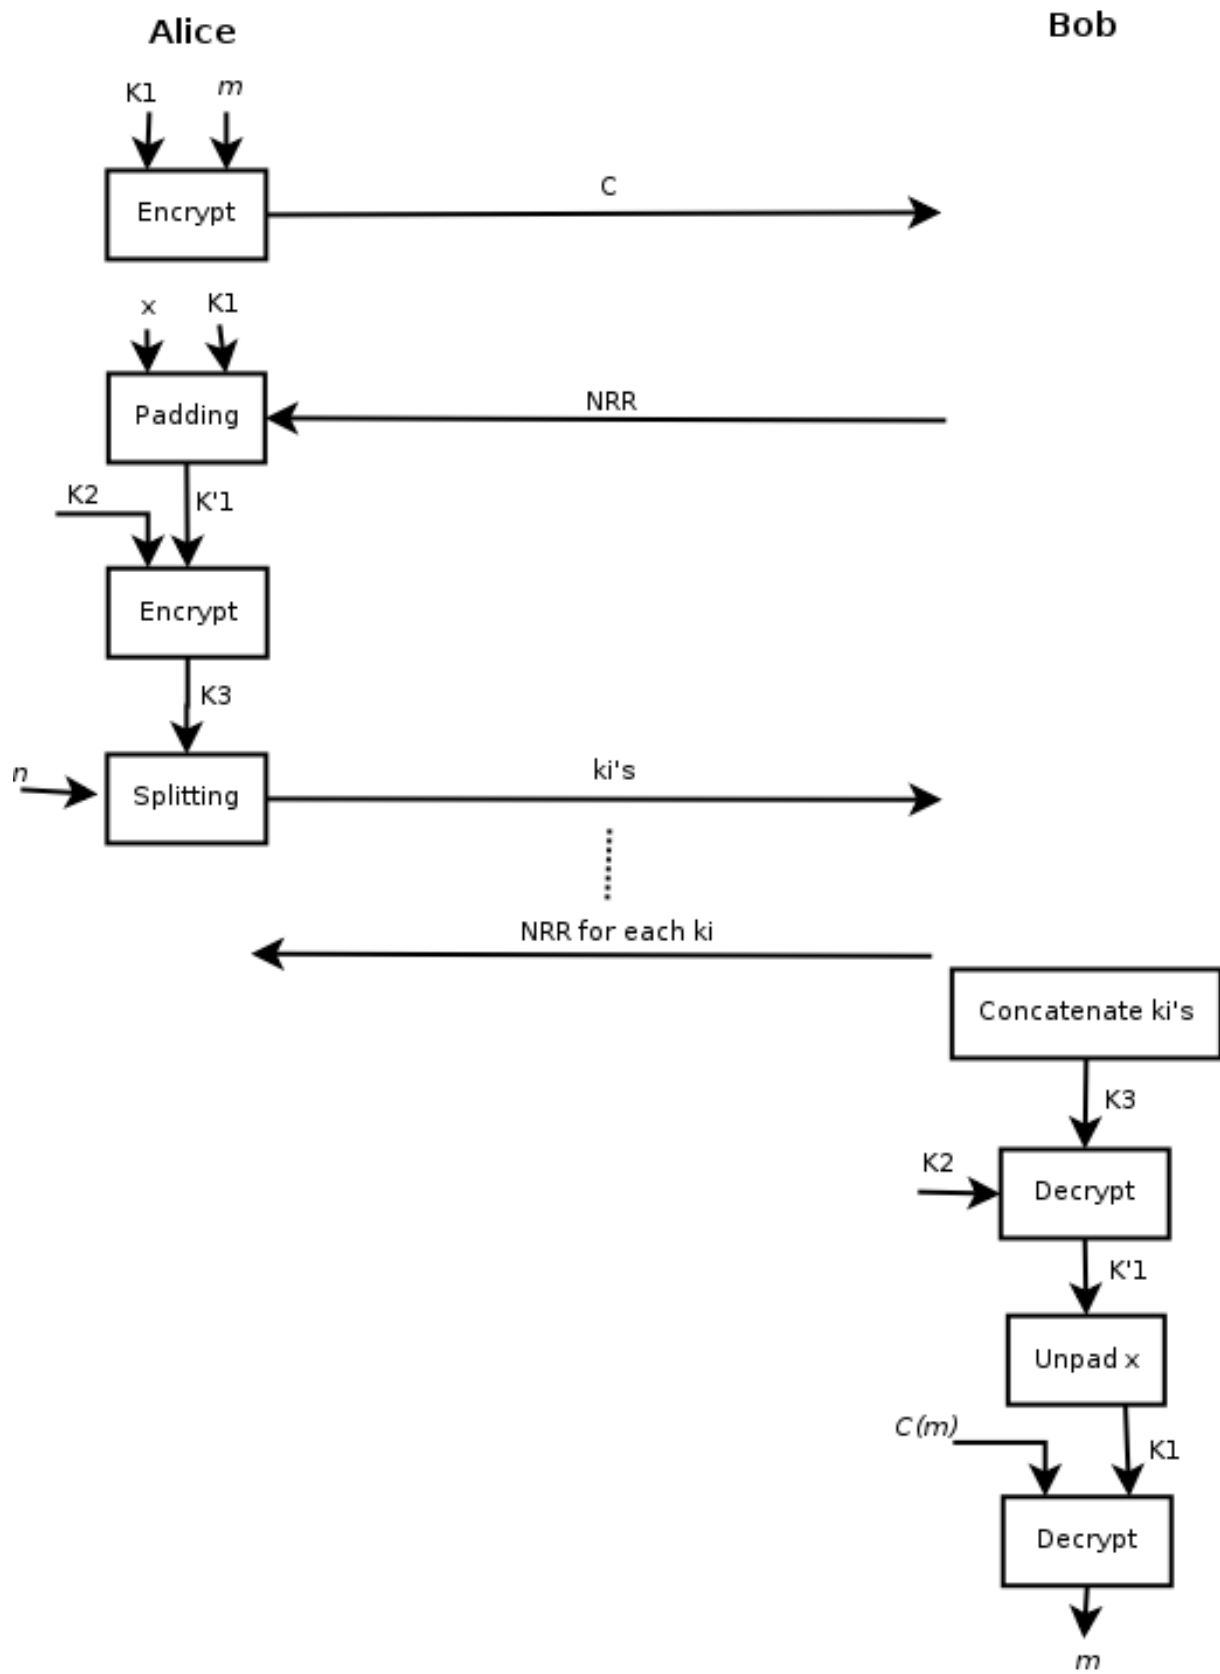 Alice
Bob
K1
m
Encrypt
C
x
K1
Padding
NRR
K2
K'1
Encrypt
K3
n
Splitting
ki's
NRR for each ki
Concatenate ki's
K3
K2
Decrypt
K'1
Unpad x
C(m)
K1
Decrypt
m